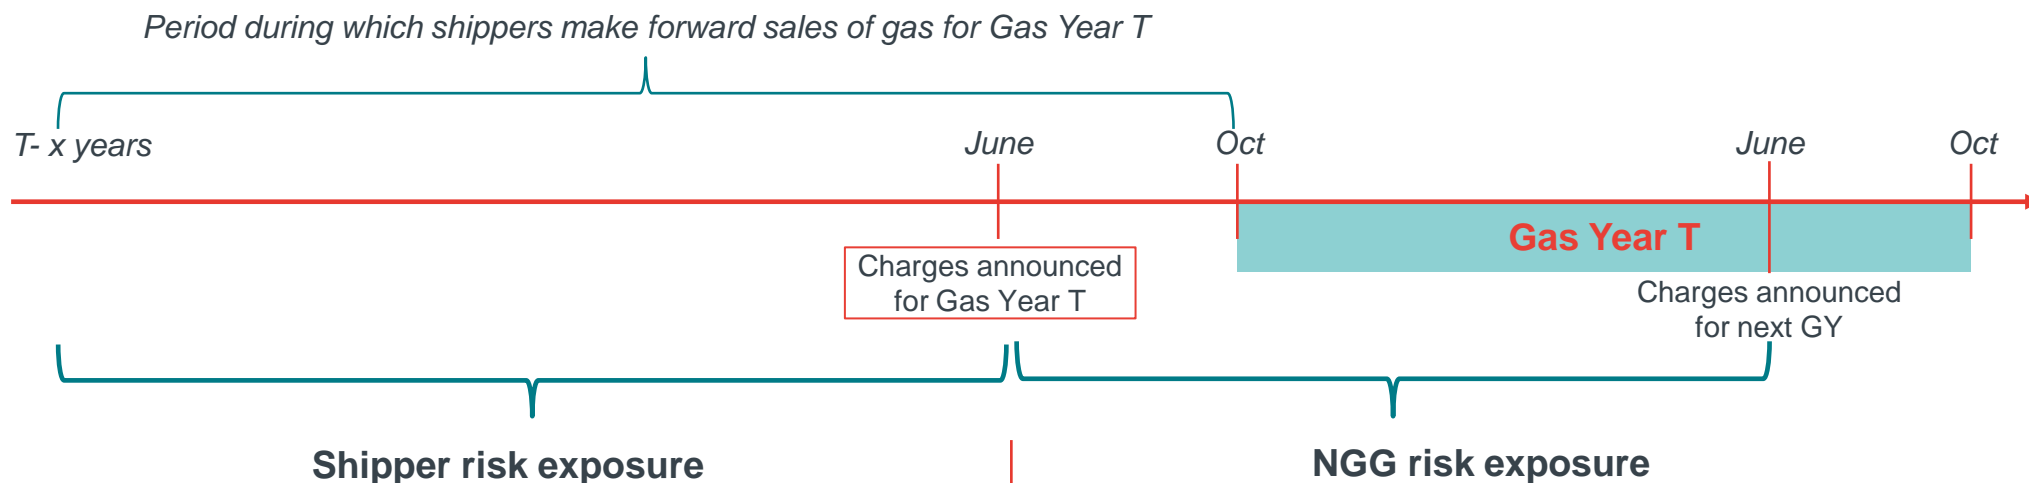 Period during which shippers make forward sales of gas for Gas Year T
T- x years
June
Oct
June
Oct
Gas Year T
Charges announced
for Gas Year T
Charges announced
for next GY
Shipper risk exposure
NGG risk exposure